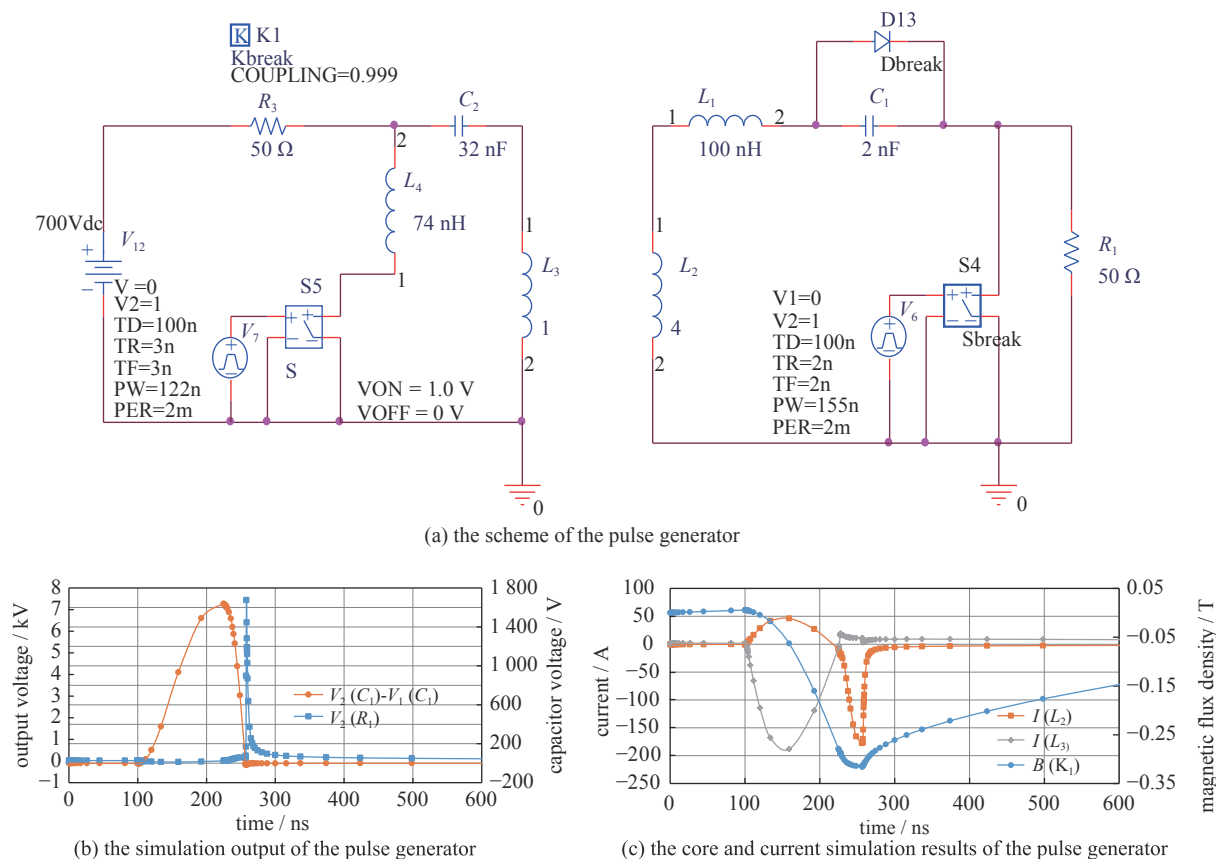 K K1
Kbreak
COUPLING=0.999
R₃
50 Ω
2
C₂
32 nF
L₄
74 nH
1
700Vdc
+
V₁₂
−
V =0
V2=1
TD=100n
TR=3n
TF=3n
PW=122n
PER=2m
V₇
S5
+ +
− −
S
VON = 1.0 V
VOFF = 0 V
1
L₃
1
2
0
D13
Dbreak
L₁
1
2
100 nH
C₁
2 nF
1
L₂
4
2
V1=0
V2=1
TD=100n
TR=2n
TF=2n
PW=155n
PER=2m
V₆
S4
+ +
− −
Sbreak
R₁
50 Ω
0
(a) the scheme of the pulse generator
output voltage / kV
8
7
6
5
4
3
2
1
0
−1
V₂ (C₁)-V₁ (C₁)
V₂ (R₁)
1 800
1 400
1 000
600
200
−200
capacitor voltage / V
0 100 200 300 400 500 600
time / ns
(b) the simulation output of the pulse generator
current / A
100
50
0
−50
−100
−150
−200
−250
I (L₂)
I (L₃)
B (K₁)
0.05
−0.05
−0.15
−0.25
−0.35
magnetic flux density / T
0 100 200 300 400 500 600
time / ns
(c) the core and current simulation results of the pulse generator